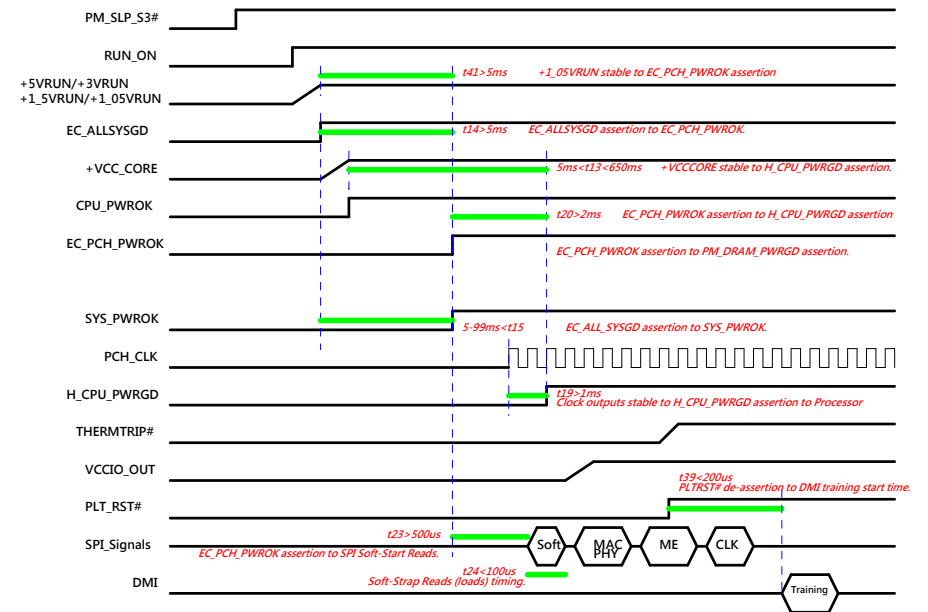 PM_SLP_S3#
RUN_ON
t41>5ms +1_05VRUN stable to EC_PCH_PWROK assertion
+5VRUN/+3VRUN
+1_5VRUN/+1_05VRUN
EC_ALLSYSGD
t14>5ms EC_ALLSYSGD assertion to EC_PCH_PWROK.
+VCC_CORE
5ms<t13<650ms +VCCCORE stable to H_CPU_PWRGD assertion.
CPU_PWROK
t20>2ms EC_PCH_PWROK assertion to H_CPU_PWRGD assertion
EC_PCH_PWROK
EC_PCH_PWROK assertion to PM_DRAM_PWRGD assertion.
SYS_PWROK
5-99ms<t15 EC_ALL_SYSGD assertion to SYS_PWROK.
PCH_CLK
H_CPU_PWRGD
t19>1ms
Clock outputs stable to H_CPU_PWRGD assertion to Processor
THERMTRIP#
VCCIO_OUT
t39<200us
PLTRST# de-assertion to DMI training start time.
PLT_RST#
t23>500us
SPI_Signals
Soft
MAC
PHY
ME
CLK
EC_PCH_PWROK assertion to SPI Soft-Start Reads.
t24<100us
Soft-Strap Reads (loads) timing.
DMI
Training